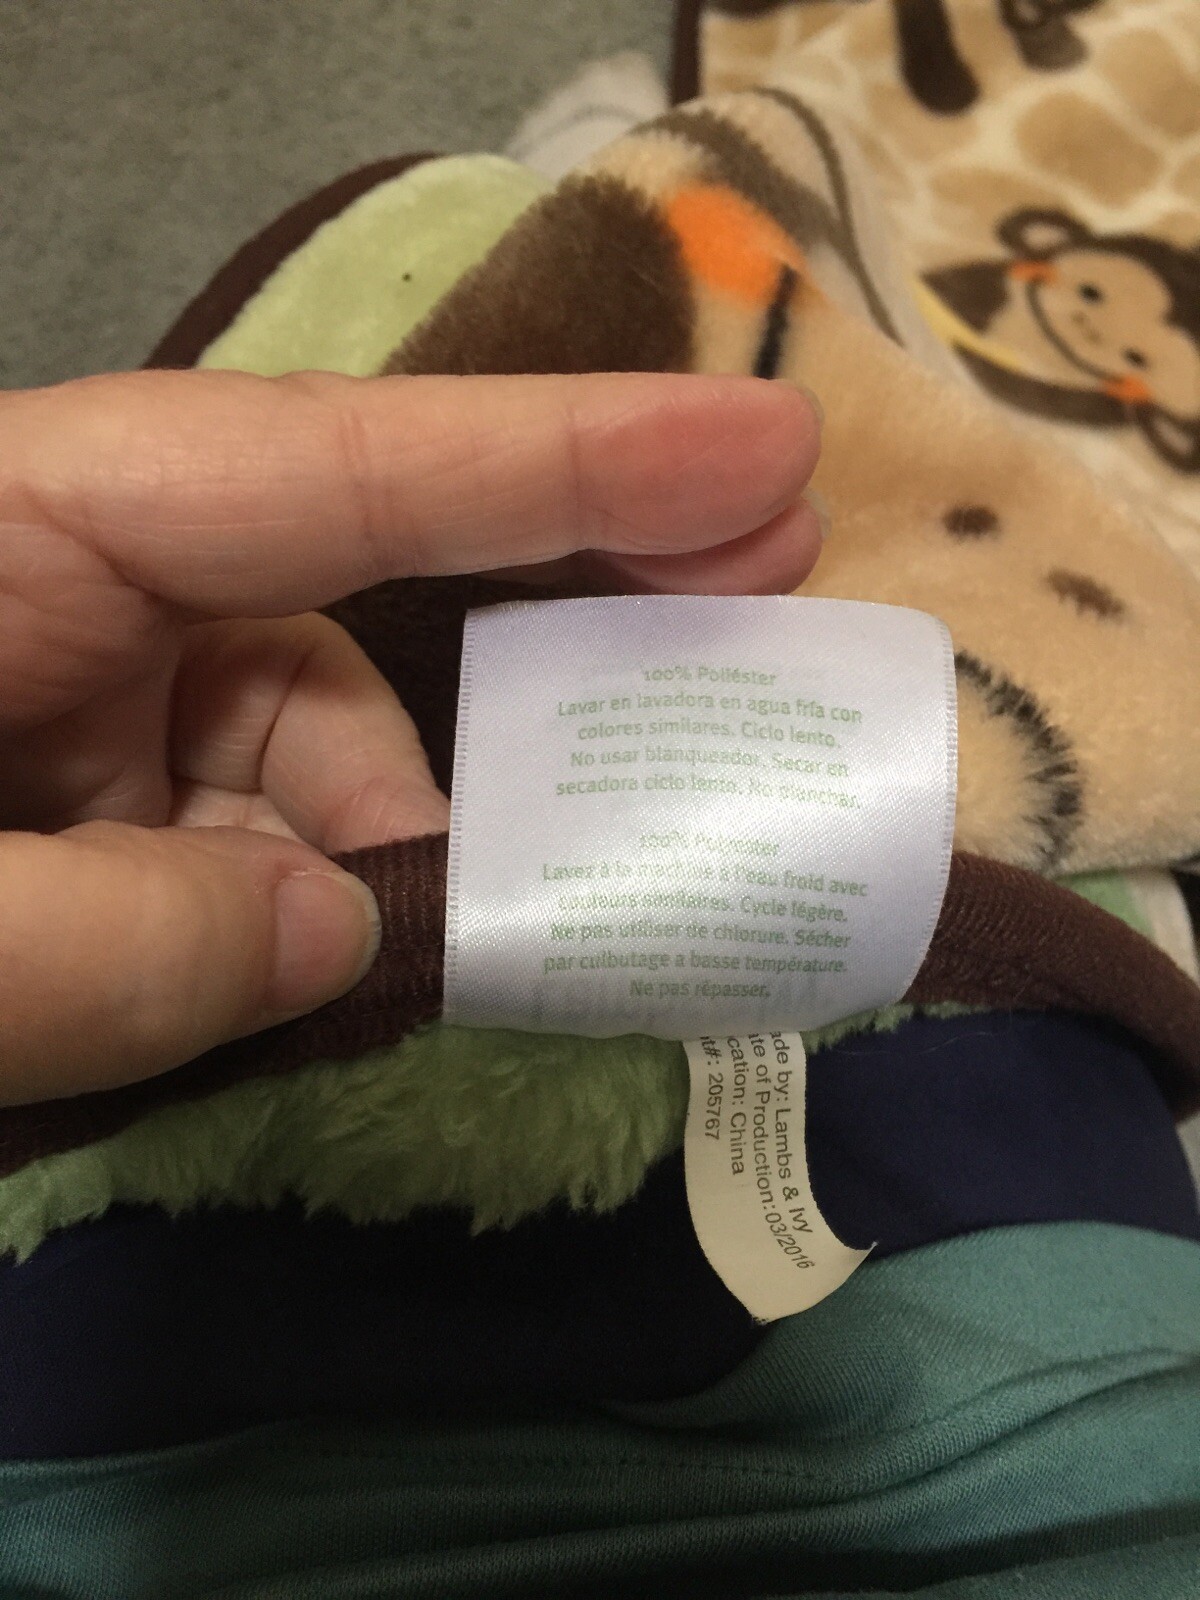 100% Poliéster
Lavar en lavadora en agua fría con
colores similares. Ciclo lento.
No usar blanqueador. Secar en
secadora ciclo lento. No planchar.
100% Polyester
Lavez à la machine à l'eau froid avec
couleurs similaires. Cycle légère.
Ne pas utiliser de chlorure. Sécher
par culbutage a basse température.
Ne pas rèpasser.
ade by: Lambs & Ivy
te of Production: 03/2016
cation: China
t#: 205767